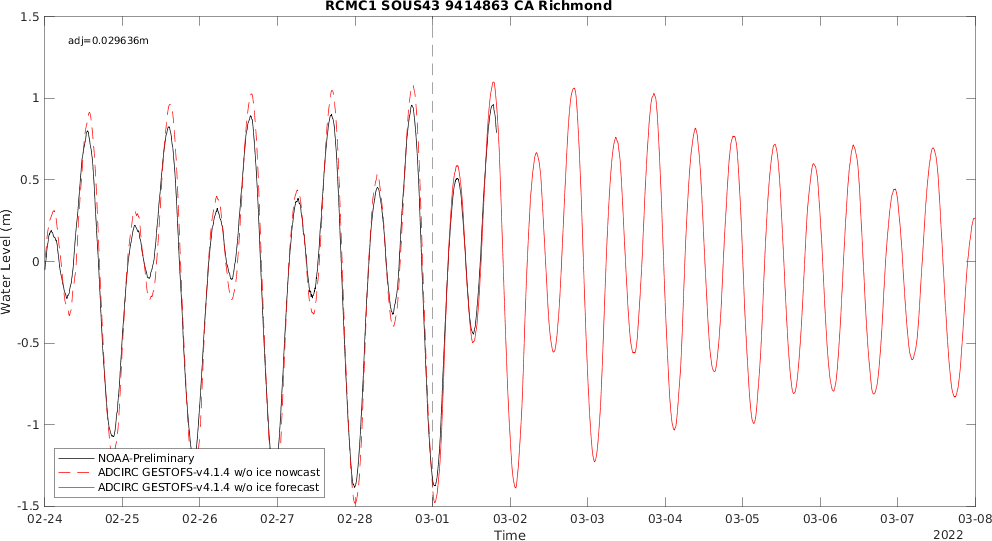 RCMC1 SOUS43 9414863 CA Richmond
adj=0.029636m
1.5
1
0.5
0
-0.5
-1
-1.5
Water Level (m)
NOAA-Preliminary
ADCIRC GESTOFS-v4.1.4 w/o ice nowcast
ADCIRC GESTOFS-v4.1.4 w/o ice forecast
02-24 02-25 02-26 02-27 02-28 03-01 03-02 03-03 03-04 03-05 03-06 03-07 03-08
Time
2022